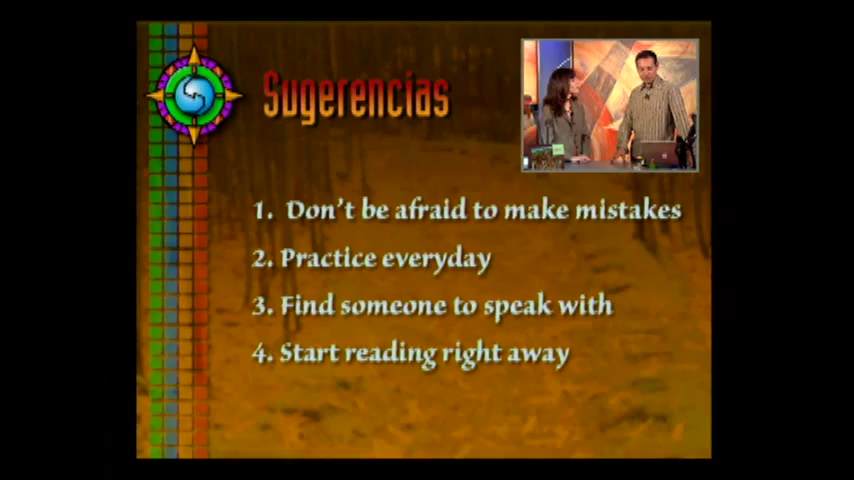 Sugerencias
1. Don't be afraid to make mistakes
2. Practice everyday
3. Find someone to speak with
4. Start reading right away